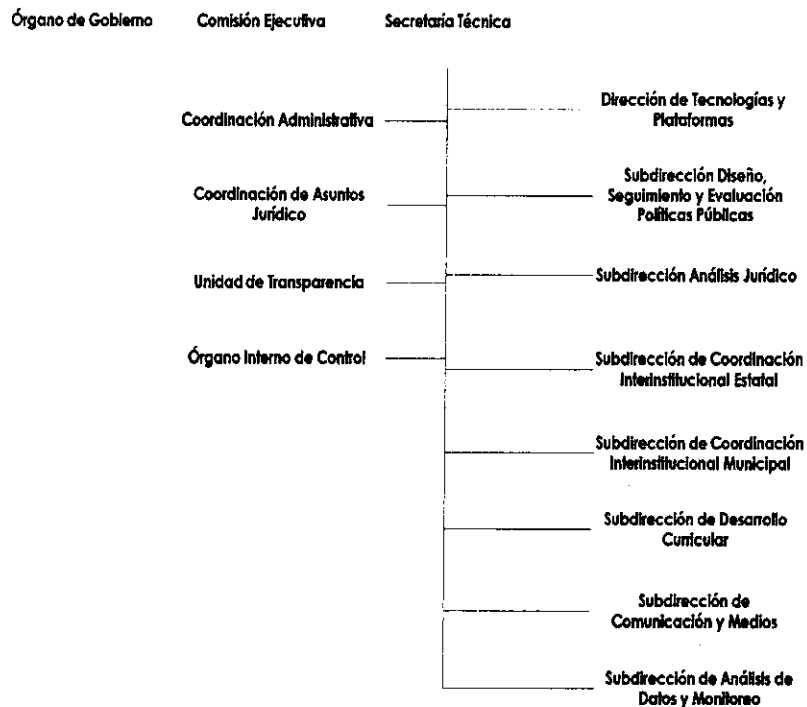 Órgano de Gobierno
Comisión Ejecutiva
Secretaría Técnica
Coordinación Administrativa
Coordinación de Asuntos
Jurídico
Unidad de Transparencia
Órgano Interno de Control
Dirección de Tecnologías y
Plataformas
Subdirección Diseño,
Seguimiento y Evaluación
Políticas Públicas
Subdirección Análisis Jurídico
Subdirección de Coordinación
Interinstitucional Estatal
Subdirección de Coordinación
Interinstitucional Municipal
Subdirección de Desarrollo
Curricular
Subdirección de
Comunicación y Medios
Subdirección de Análisis de
Datos y Monitoreo